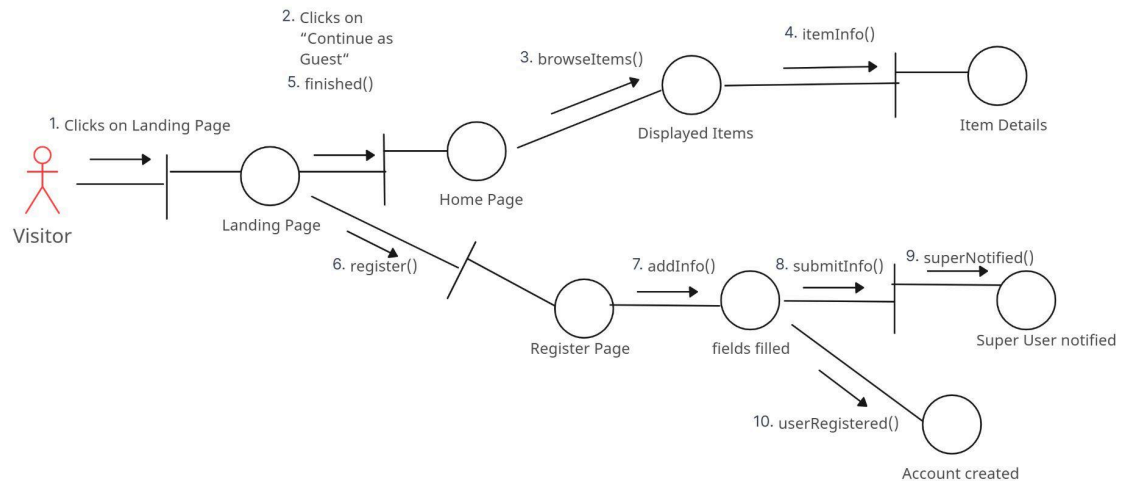 2. Clicks on
“Continue as
Guest“
5. finished()
3. browseItems()
4. itemInfo()
1. Clicks on Landing Page
Displayed Items
Item Details
Home Page
Landing Page
Visitor
6. register()
7. addInfo()
8. submitInfo()
9. superNotified()
Register Page
fields filled
Super User notified
10. userRegistered()
Account created